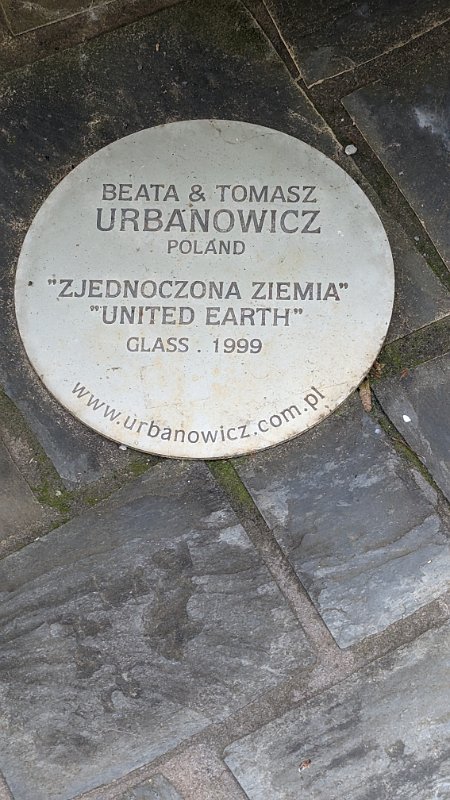 BEATA & TOMASZ
URBANOWICZ
POLAND
"ZJEDNOCZONA ZIEMIA"
"UNITED EARTH"
GLASS . 1999
www.urbanowicz.com.pl